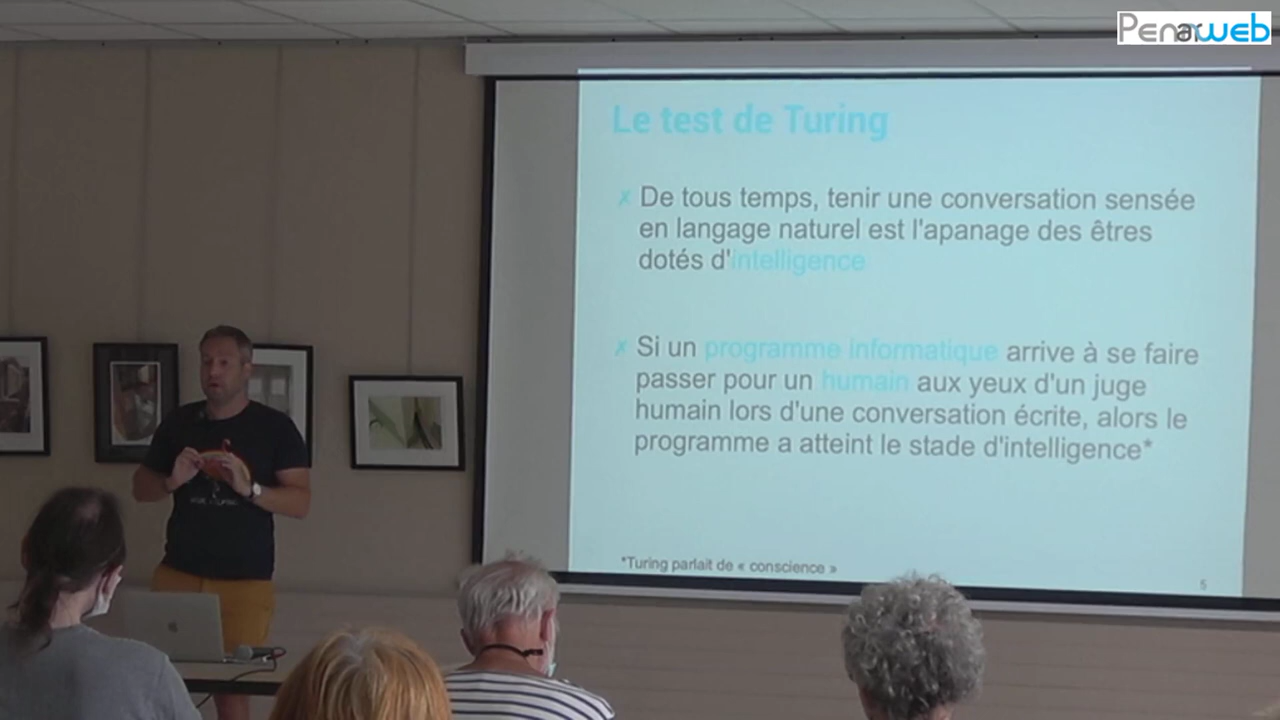 Penarweb
Le test de Turing
✗ De tous temps, tenir une conversation sensée
en langage naturel est l'apanage des êtres
dotés d'intelligence
✗ Si un programme informatique arrive à se faire
passer pour un humain aux yeux d'un juge
humain lors d'une conversation écrite, alors le
programme a atteint le stade d'intelligence*
*Turing parlait de « conscience »
5